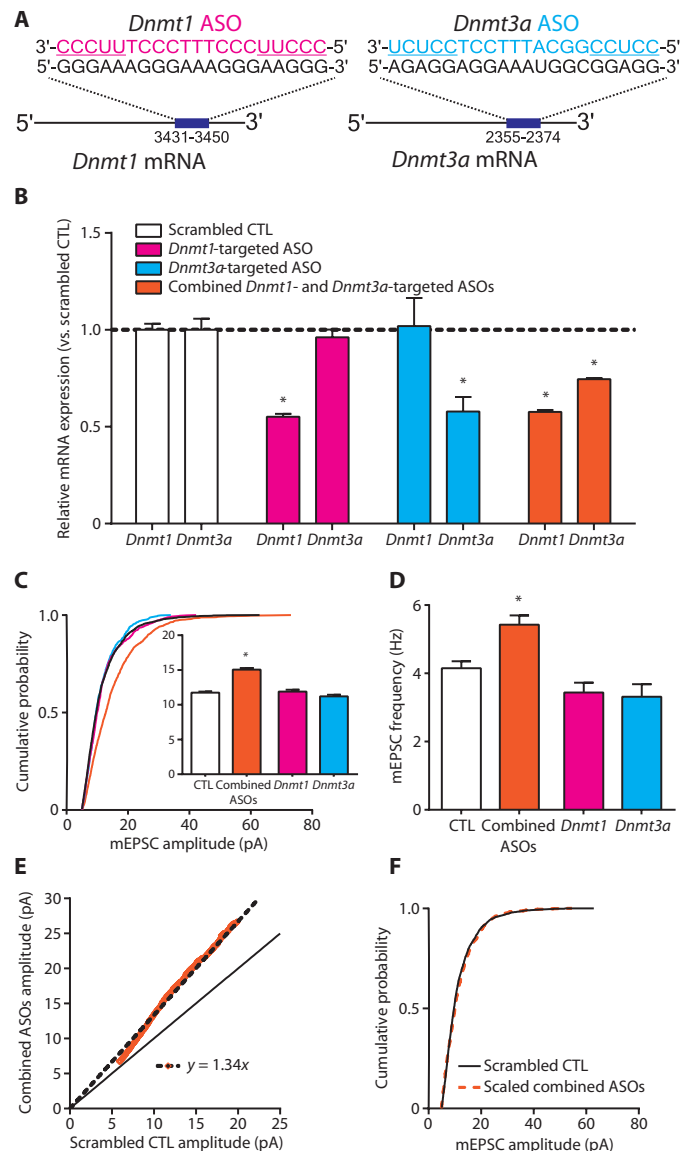 A
Dnmt1 ASO
3'-CCCUUTCCCTTTCCCUUCCC-5'
5'-GGGAAAGGGAAAGGGAAGGG-3'
5'
3'
3431-3450
Dnmt1 mRNA
Dnmt3a ASO
3'-UCUCCTCCTTTACGGCCUCC-5'
5'-AGAGGAGGAAAUGGCGGAGG-3'
5'
3'
2355-2374
Dnmt3a mRNA
B
Relative mRNA expression (vs. scrambled CTL)
1.5
1.0
0.5
0
Scrambled CTL
Dnmt1-targeted ASO
Dnmt3a-targeted ASO
Combined Dnmt1- and Dnmt3a-targeted ASOs
*
*
*
*
Dnmt1 Dnmt3a
Dnmt1 Dnmt3a
Dnmt1 Dnmt3a
Dnmt1 Dnmt3a
C
Cumulative probability
1.0
0.5
0 20 40 60 80
mEPSC amplitude (pA)
20
15
10
5
0
*
CTL Combined ASOs Dnmt1 Dnmt3a
D
mEPSC frequency (Hz)
6
4
2
0
*
CTL Combined ASOs Dnmt1 Dnmt3a
E
Combined ASOs amplitude (pA)
30
25
20
15
10
5
0
y = 1.34x
0 5 10 15 20 25
Scrambled CTL amplitude (pA)
F
Cumulative probability
1.0
0.5
Scrambled CTL
Scaled combined ASOs
0 20 40 60 80
mEPSC amplitude (pA)